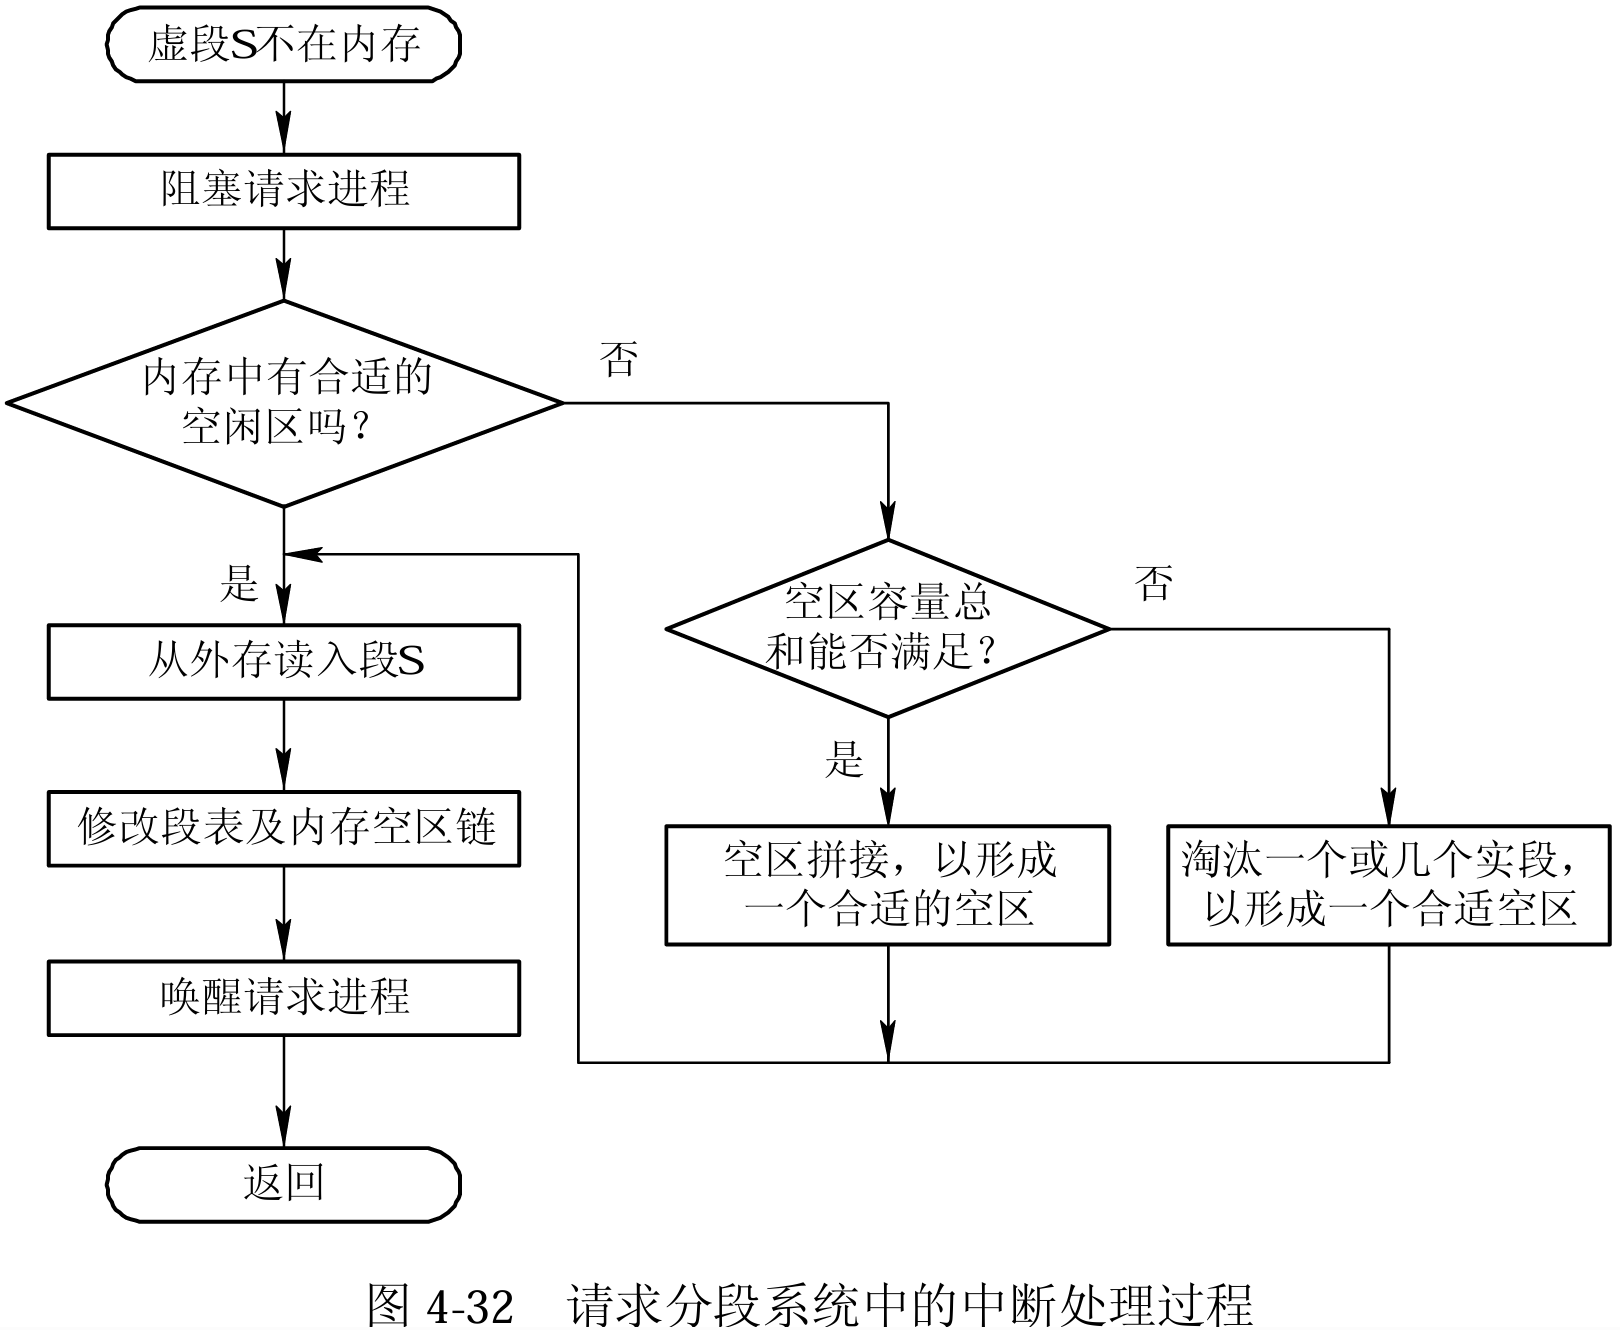 虚段S不在内存
阻塞请求进程
内存中有合适的
空闲区吗？
否
是
从外存读入段S
修改段表及内存空区链
唤醒请求进程
返回
空区容量总
和能否满足？
否
是
空区拼接，以形成
一个合适的空区
淘汰一个或几个实段，
以形成一个合适空区
图 4-32 请求分段系统中的中断处理过程